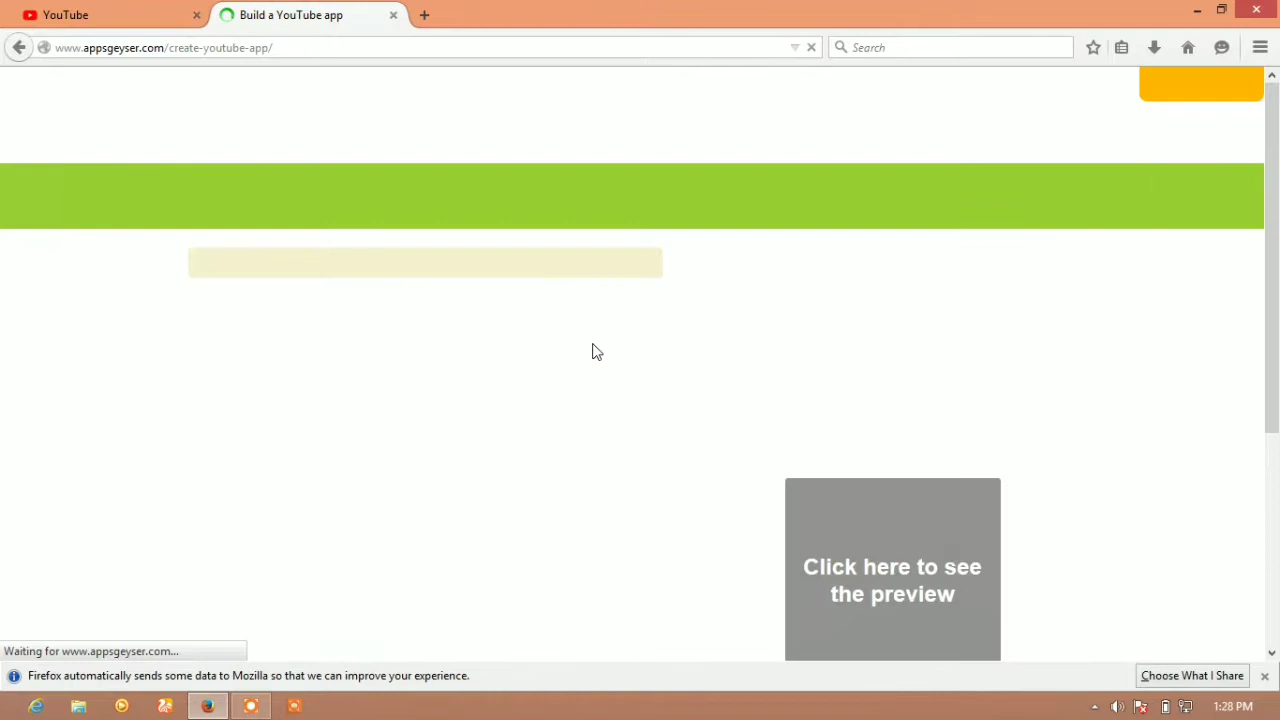 YouTube
Build a YouTube app
www.appsgeyser.com/create-youtube-app/
Search
Click here to see
the preview
Waiting for www.appsgeyser.com...
Firefox automatically sends some data to Mozilla so that we can improve your experience.
Choose What I Share
1:28 PM